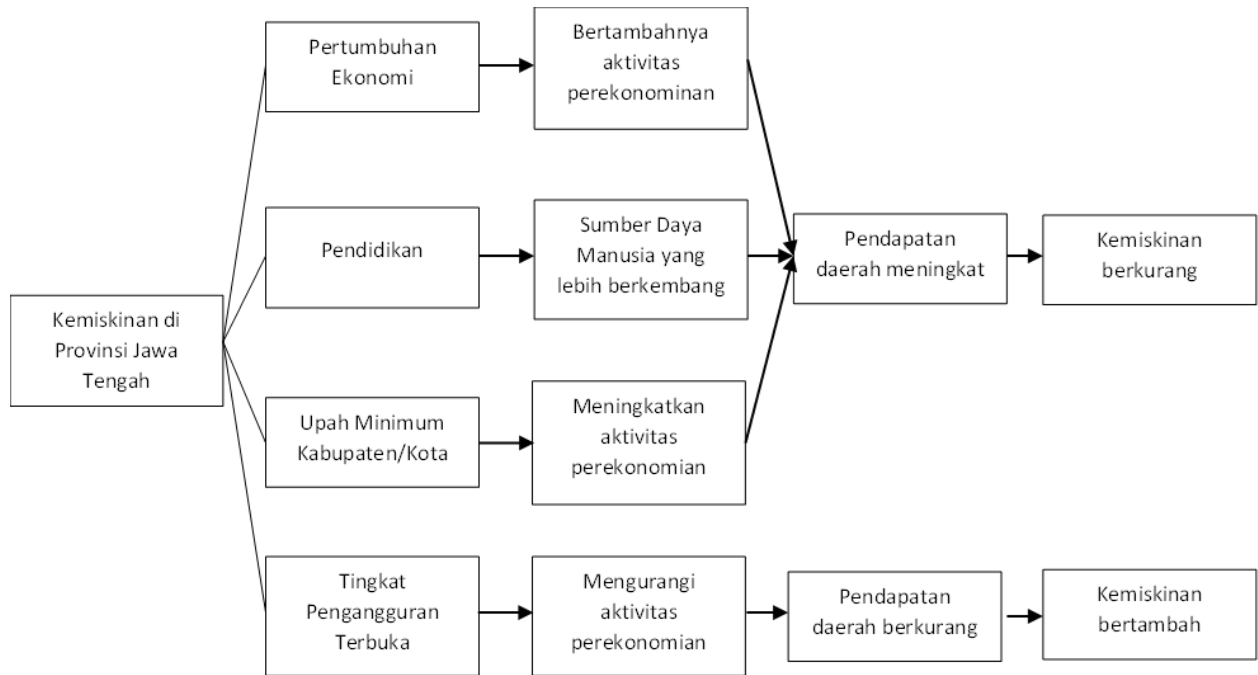 Pertumbuhan
Ekonomi
Bertambahnya
aktivitas
perekonominan
Pendidikan
Sumber Daya
Manusia yang
lebih berkembang
Pendapatan
daerah meningkat
Kemiskinan
berkurang
Kemiskinan di
Provinsi Jawa
Tengah
Upah Minimum
Kabupaten/Kota
Meningkatkan
aktivitas
perekonomian
Tingkat
Pengangguran
Terbuka
Mengurangi
aktivitas
perekonomian
Pendapatan
daerah berkurang
Kemiskinan
bertambah